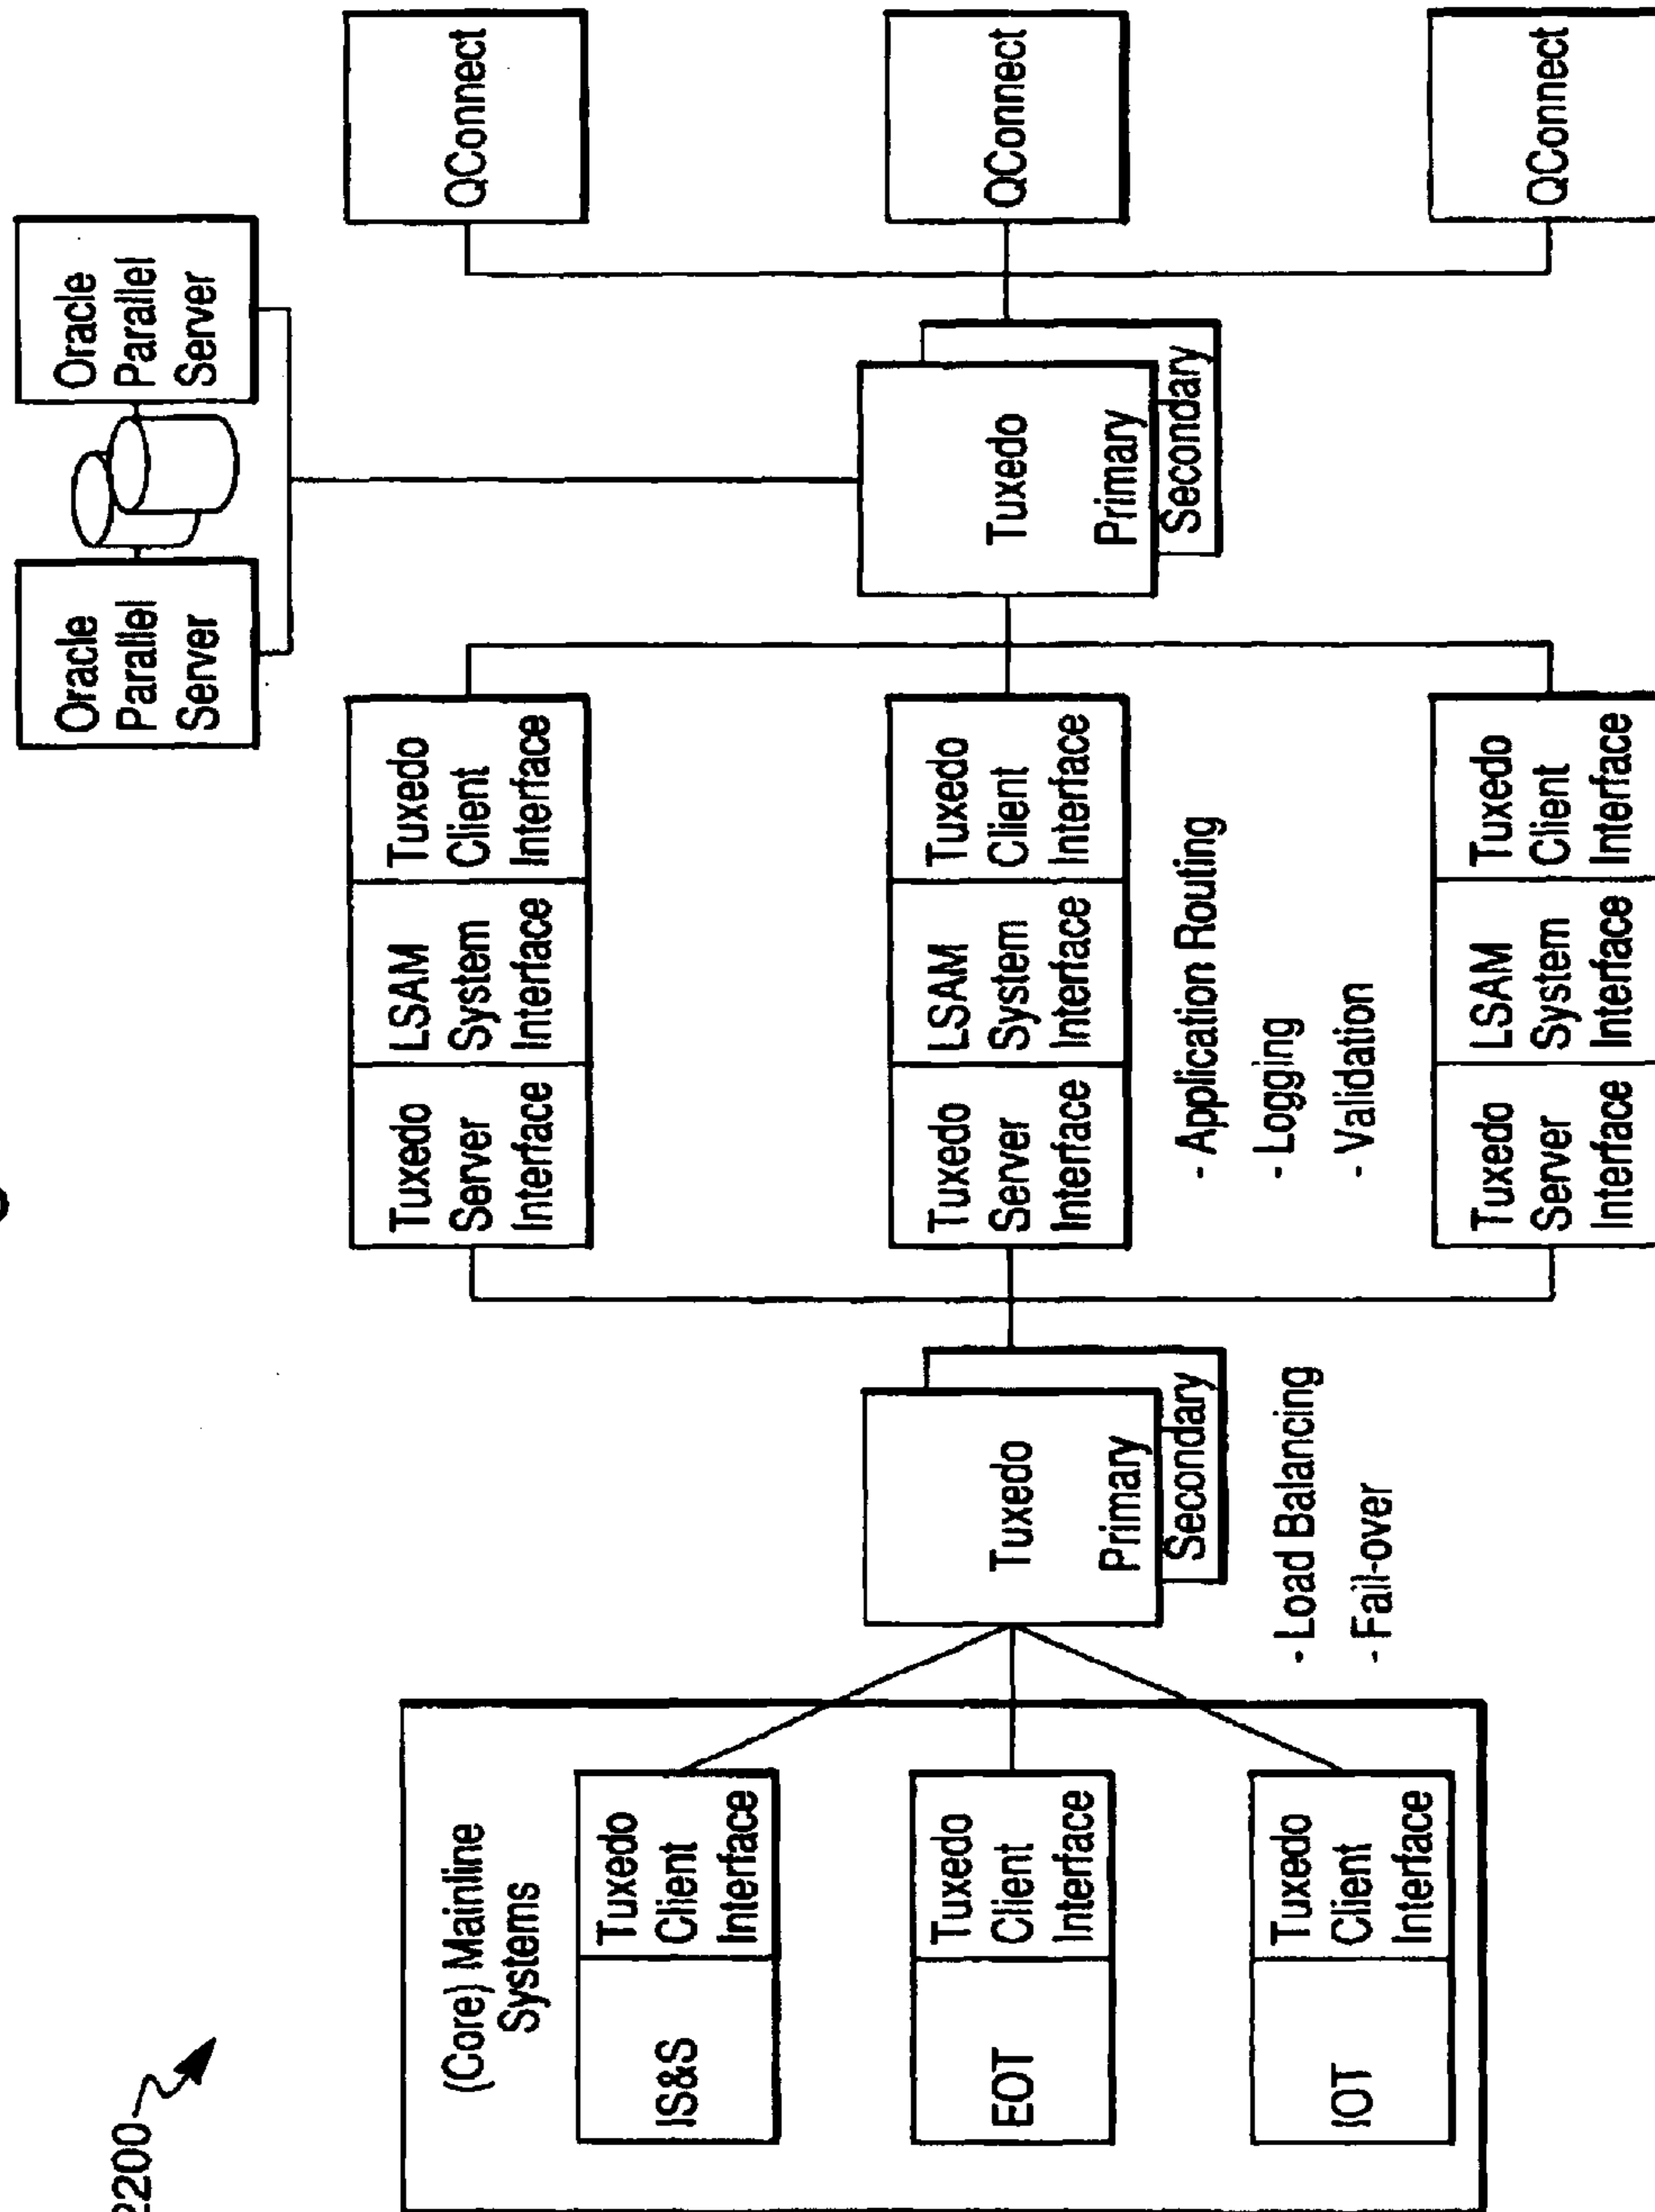 2200
(Core) Mainline
Systems
IS&S
Tuxedo
Client
Interface
EOT
Tuxedo
Client
Interface
IOT
Tuxedo
Client
Interface
Tuxedo
Primary
Secondary
- Load Balancing
- Fail-over
Tuxedo
Server
Interface
LSAM
System
Interface
Tuxedo
Client
Interface
Tuxedo
Server
Interface
LSAM
System
Interface
Tuxedo
Client
Interface
- Application Routing
- Logging
- Validation
Tuxedo
Server
Interface
LSAM
System
Interface
Tuxedo
Client
Interface
Oracle
Parallel
Server
Oracle
Parallel
Server
Tuxedo
Primary
Secondary
QConnect
QConnect
QConnect